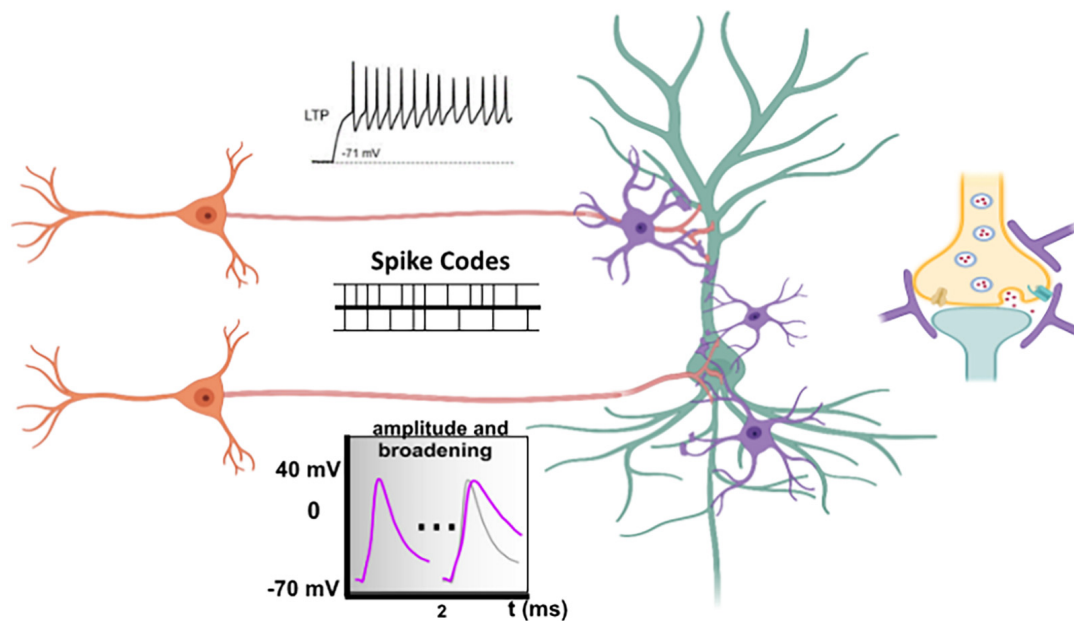 LTP
-71 mV
Spike Codes
amplitude and
broadening
40 mV
0
-70 mV
2
t (ms)